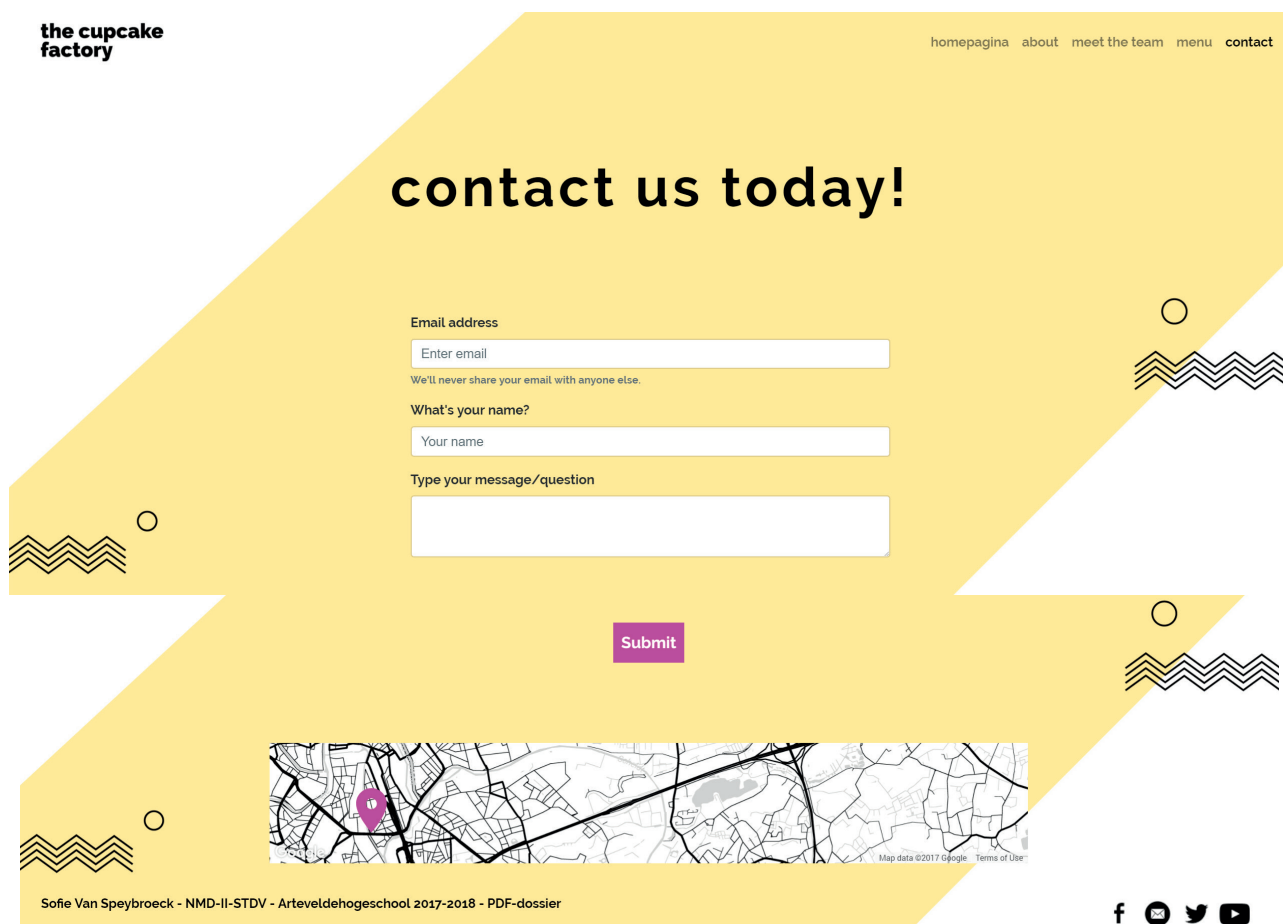 the cupcake
factory
homepagina about meet the team menu contact
contact us today!
Email address
Enter email
We'll never share your email with anyone else.
What's your name?
Your name
Type your message/question
Submit
Google
Map data ©2017 Google Terms of Use
Sofie Van Speybroeck - NMD-II-STDV - Arteveldehogeschool 2017-2018 - PDF-dossier